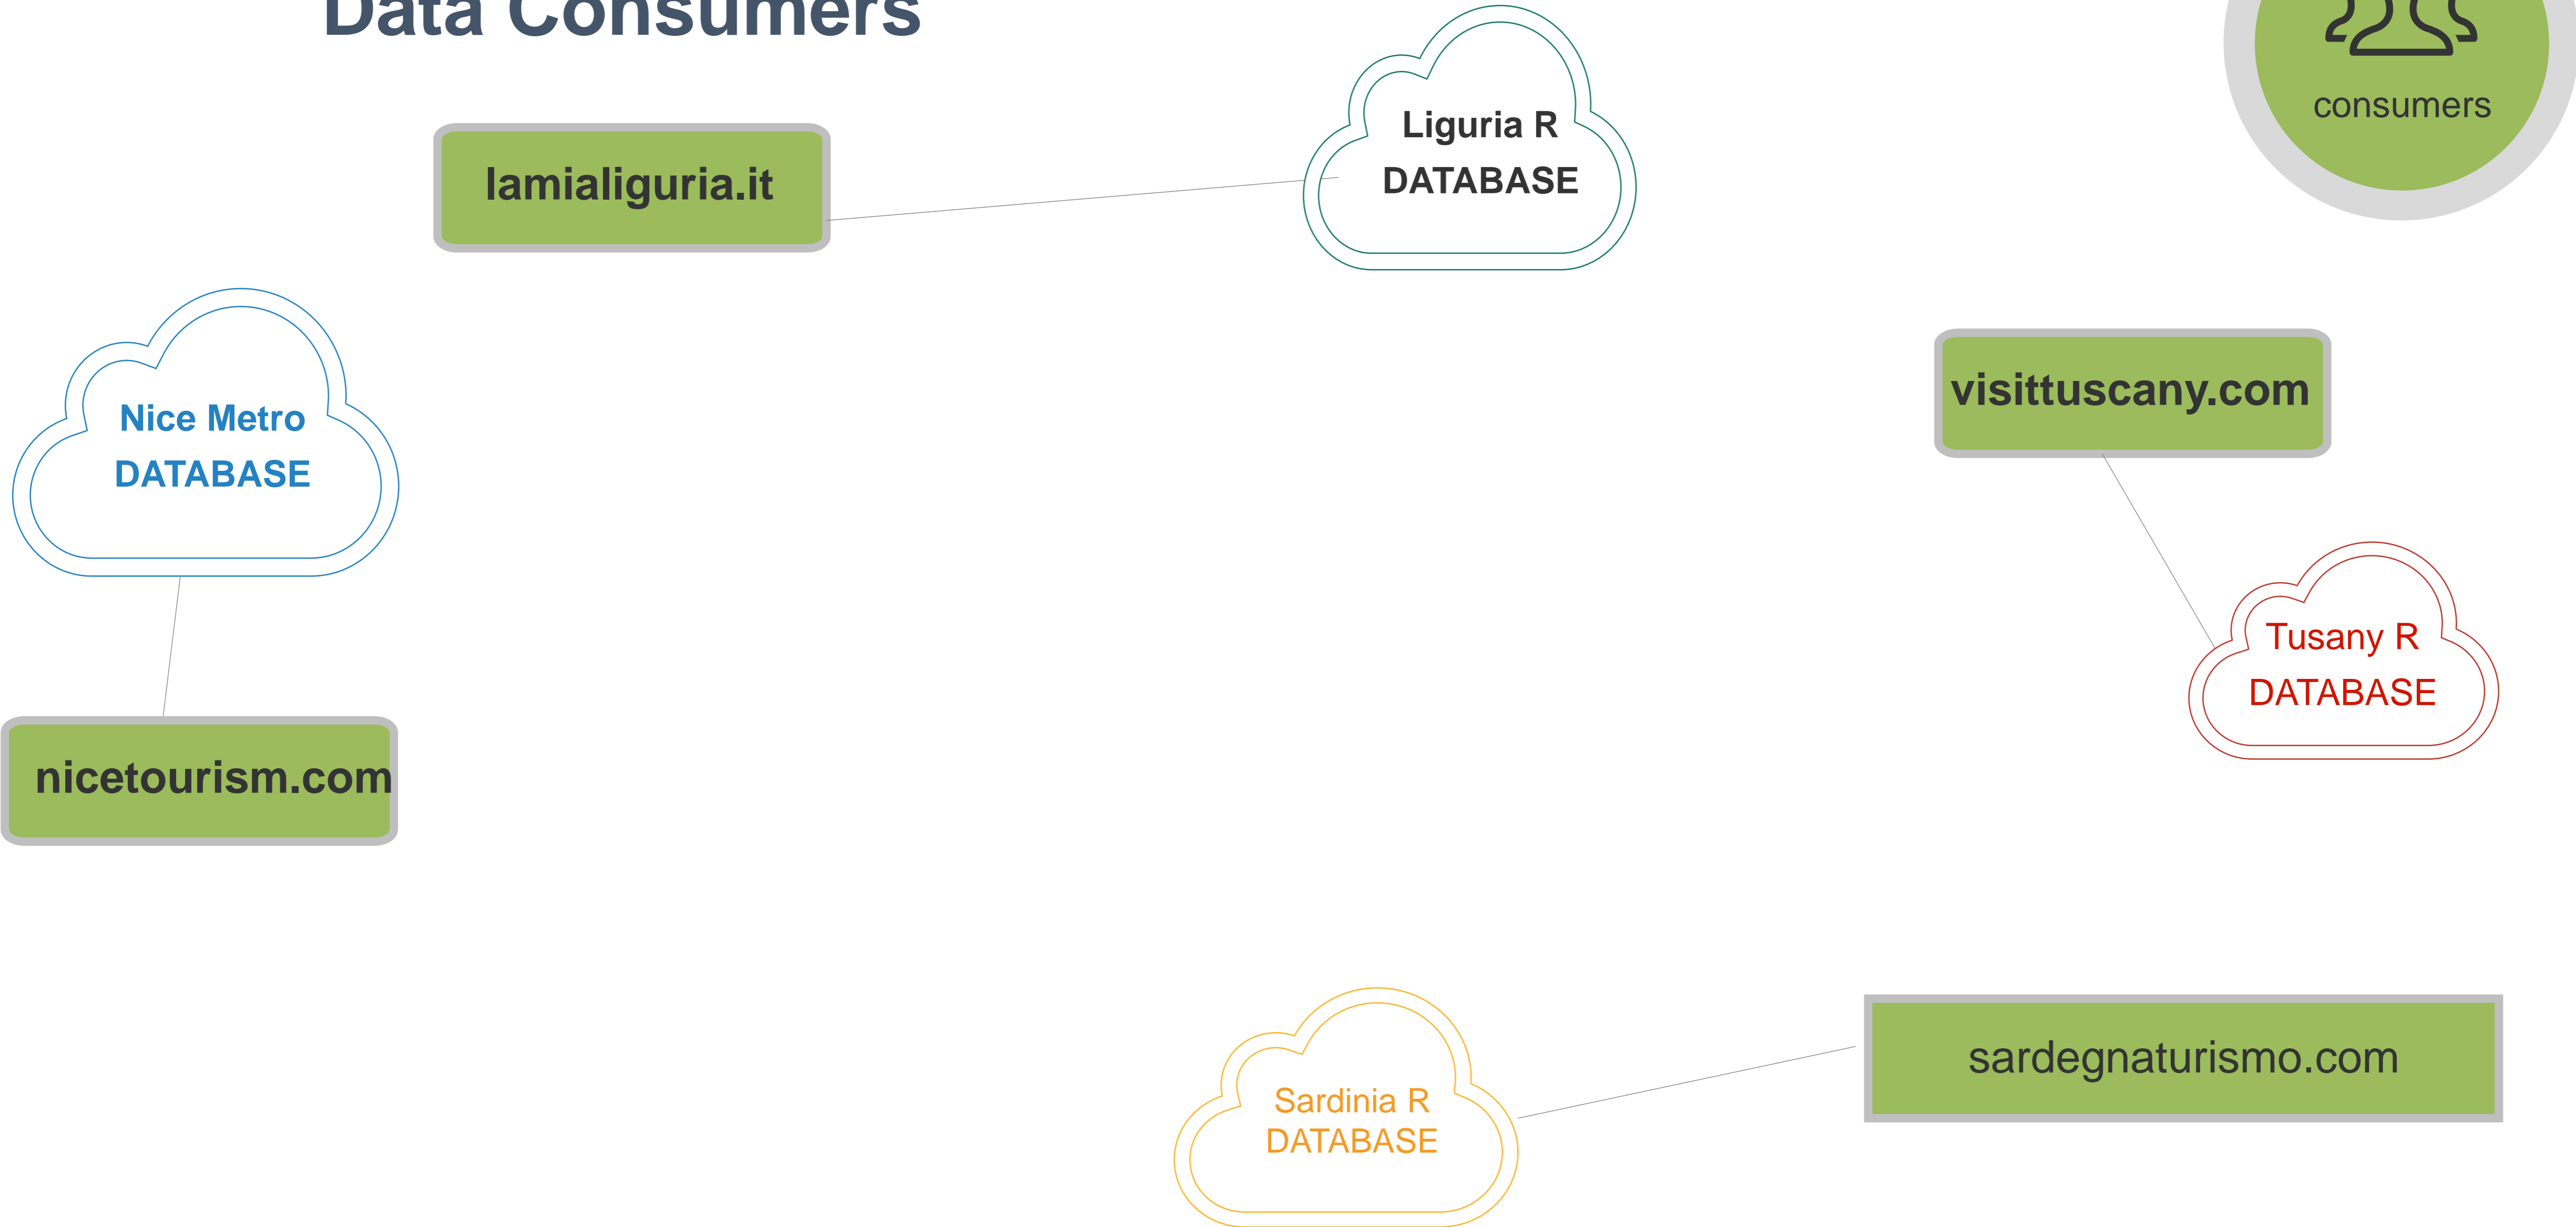 Data Consumers
consumers
Liguria R
DATABASE
lamialiguria.it
visittuscany.com
Nice Metro
DATABASE
Tusany R
DATABASE
nicetourism.com
sardegnaturismo.com
Sardinia R
DATABASE